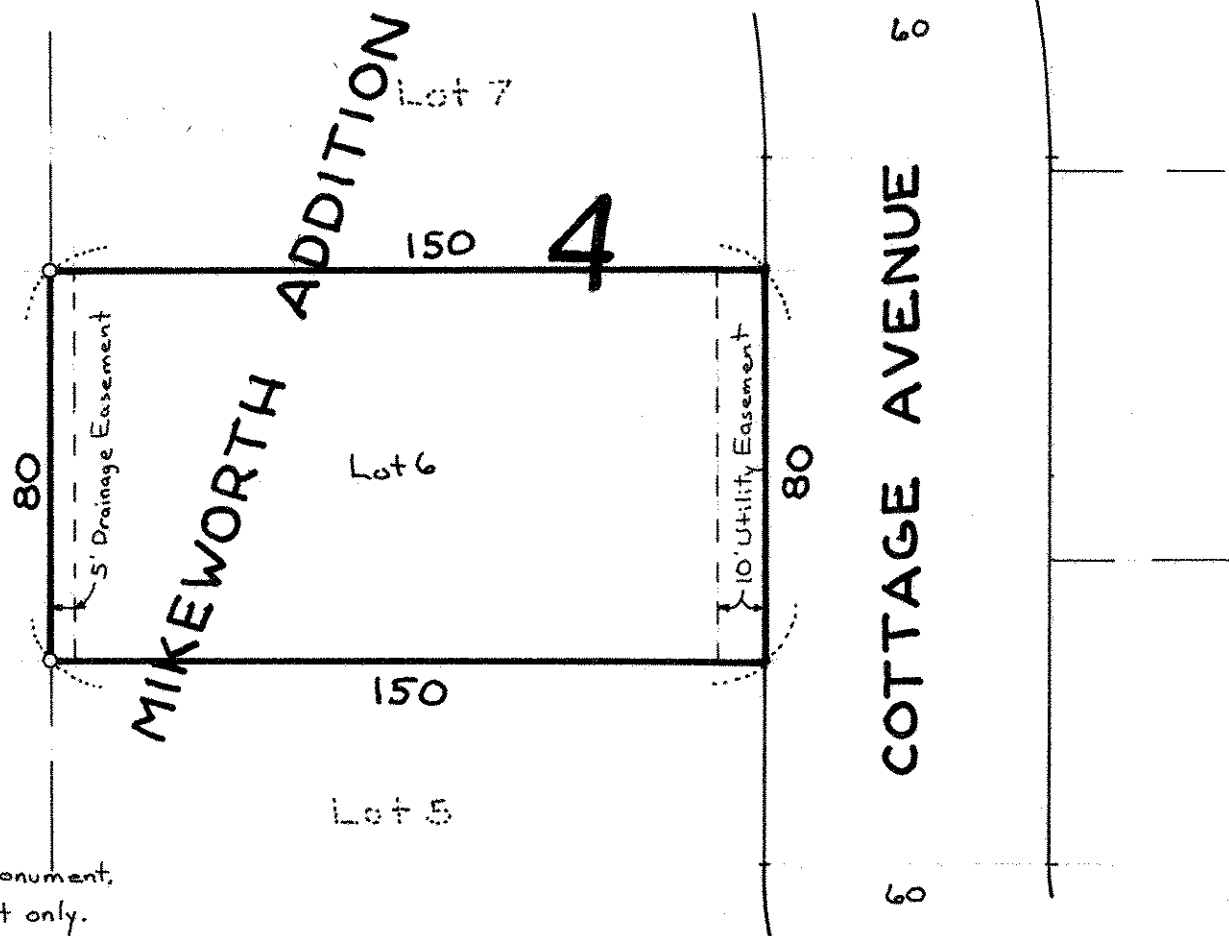 60
Lot 7
MIKEWORTH ADDITION
4
150
5' Drainage Easement
10' Utility Easement
80
Lot 6
80
COTTAGE AVENUE
150
Lot 5
onument,
t only.
60